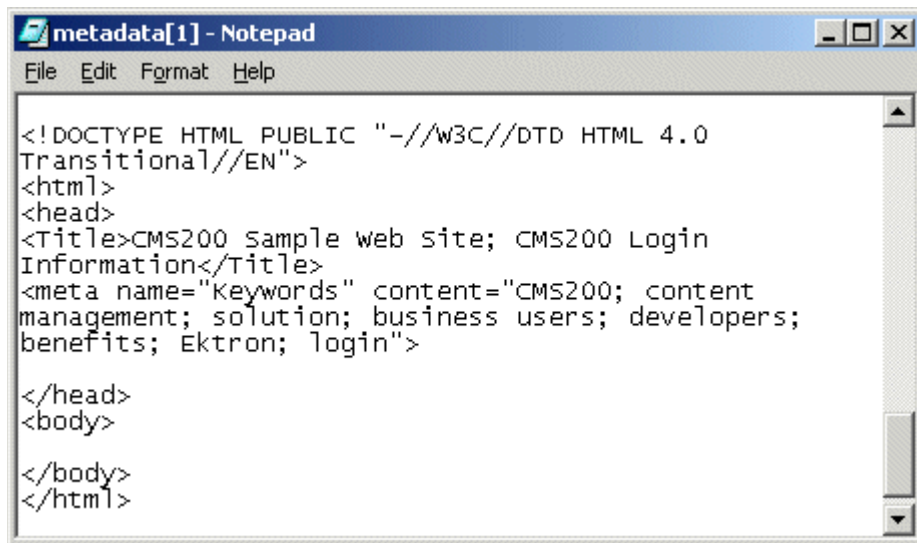 metadata[1] - Notepad
File Edit Format Help
<!DOCTYPE HTML PUBLIC "-//W3C//DTD HTML 4.0
Transitional//EN">
<html>
<head>
<Title>CMS200 Sample Web Site; CMS200 Login
Information</Title>
<meta name="Keywords" content="CMS200; content
management; solution; business users; developers;
benefits; Ektron; login">
</head>
<body>
</body>
</html>